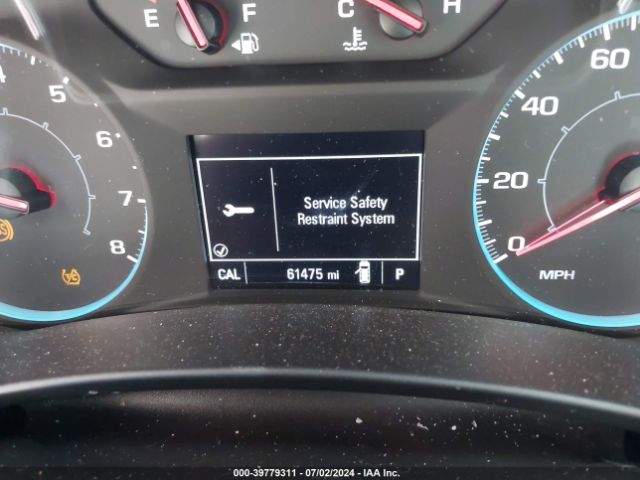 E F C H
4 5 6 7 8
Service Safety
Restraint System
CAL 61475 mi P
0 20 40 60
MPH
000-39779311 / 07/02/2024 / IAA Inc.